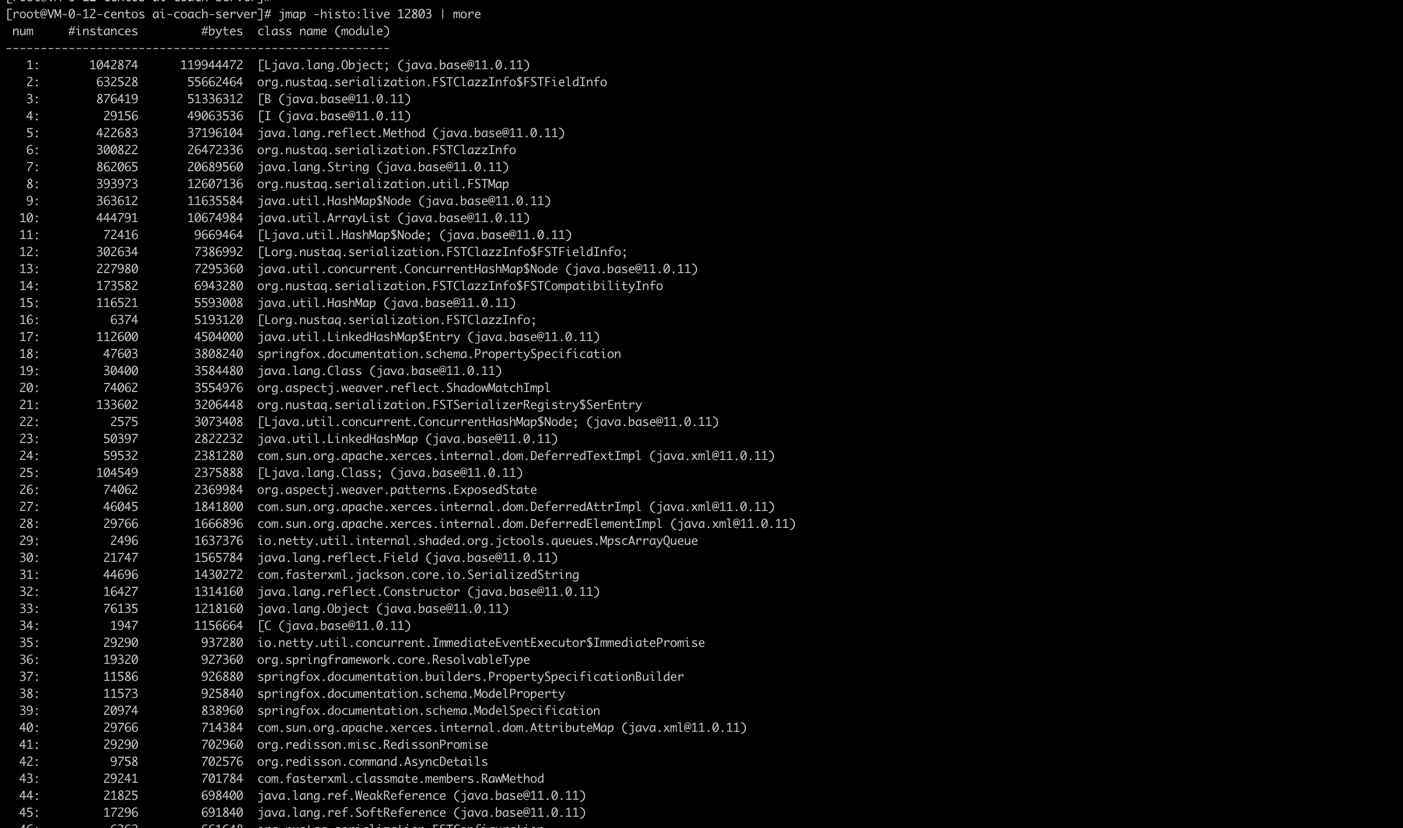 [root@VM-0-12-centos ai-coach-server]#
[root@VM-0-12-centos ai-coach-server]# jmap -histo:live 12803 | more
 num     #instances         #bytes  class name (module)
-------------------------------------------------------
   1:       1042874      119944472  [Ljava.lang.Object; (java.base@11.0.11)
   2:        632528       55662464  org.nustaq.serialization.FSTClazzInfo$FSTFieldInfo
   3:        876419       51336312  [B (java.base@11.0.11)
   4:         29156       49063536  [I (java.base@11.0.11)
   5:        422683       37196104  java.lang.reflect.Method (java.base@11.0.11)
   6:        300822       26472336  org.nustaq.serialization.FSTClazzInfo
   7:        862065       20689560  java.lang.String (java.base@11.0.11)
   8:        393973       12607136  org.nustaq.serialization.util.FSTMap
   9:        363612       11635584  java.util.HashMap$Node (java.base@11.0.11)
  10:        444791       10674984  java.util.ArrayList (java.base@11.0.11)
  11:         72416        9669464  [Ljava.util.HashMap$Node; (java.base@11.0.11)
  12:        302634        7386992  [Lorg.nustaq.serialization.FSTClazzInfo$FSTFieldInfo;
  13:        227980        7295360  java.util.concurrent.ConcurrentHashMap$Node (java.base@11.0.11)
  14:        173582        6943280  org.nustaq.serialization.FSTClazzInfo$FSTCompatibilityInfo
  15:        116521        5593008  java.util.HashMap (java.base@11.0.11)
  16:          6374        5193120  [Lorg.nustaq.serialization.FSTClazzInfo;
  17:        112600        4504000  java.util.LinkedHashMap$Entry (java.base@11.0.11)
  18:         47603        3808240  springfox.documentation.schema.PropertySpecification
  19:         30400        3584480  java.lang.Class (java.base@11.0.11)
  20:         74062        3554976  org.aspectj.weaver.reflect.ShadowMatchImpl
  21:        133602        3206448  org.nustaq.serialization.FSTSerializerRegistry$SerEntry
  22:          2575        3073408  [Ljava.util.concurrent.ConcurrentHashMap$Node; (java.base@11.0.11)
  23:         50397        2822232  java.util.LinkedHashMap (java.base@11.0.11)
  24:         59532        2381280  com.sun.org.apache.xerces.internal.dom.DeferredTextImpl (java.xml@11.0.11)
  25:        104549        2375888  [Ljava.lang.Class; (java.base@11.0.11)
  26:         74062        2369984  org.aspectj.weaver.patterns.ExposedState
  27:         46045        1841800  com.sun.org.apache.xerces.internal.dom.DeferredAttrImpl (java.xml@11.0.11)
  28:         29766        1666896  com.sun.org.apache.xerces.internal.dom.DeferredElementImpl (java.xml@11.0.11)
  29:          2496        1637376  io.netty.util.internal.shaded.org.jctools.queues.MpscArrayQueue
  30:         21747        1565784  java.lang.reflect.Field (java.base@11.0.11)
  31:         44696        1430272  com.fasterxml.jackson.core.io.SerializedString
  32:         16427        1314160  java.lang.reflect.Constructor (java.base@11.0.11)
  33:         76135        1218160  java.lang.Object (java.base@11.0.11)
  34:          1947        1156664  [C (java.base@11.0.11)
  35:         29290         937280  io.netty.util.concurrent.ImmediateEventExecutor$ImmediatePromise
  36:         19320         927360  org.springframework.core.ResolvableType
  37:         11586         926880  springfox.documentation.builders.PropertySpecificationBuilder
  38:         11573         925840  springfox.documentation.schema.ModelProperty
  39:         20974         838960  springfox.documentation.schema.ModelSpecification
  40:         29766         714384  com.sun.org.apache.xerces.internal.dom.AttributeMap (java.xml@11.0.11)
  41:         29290         702960  org.redisson.misc.RedissonPromise
  42:          9758         702576  org.redisson.command.AsyncDetails
  43:         29241         701784  com.fasterxml.classmate.members.RawMethod
  44:         21825         698400  java.lang.ref.WeakReference (java.base@11.0.11)
  45:         17296         691840  java.lang.ref.SoftReference (java.base@11.0.11)